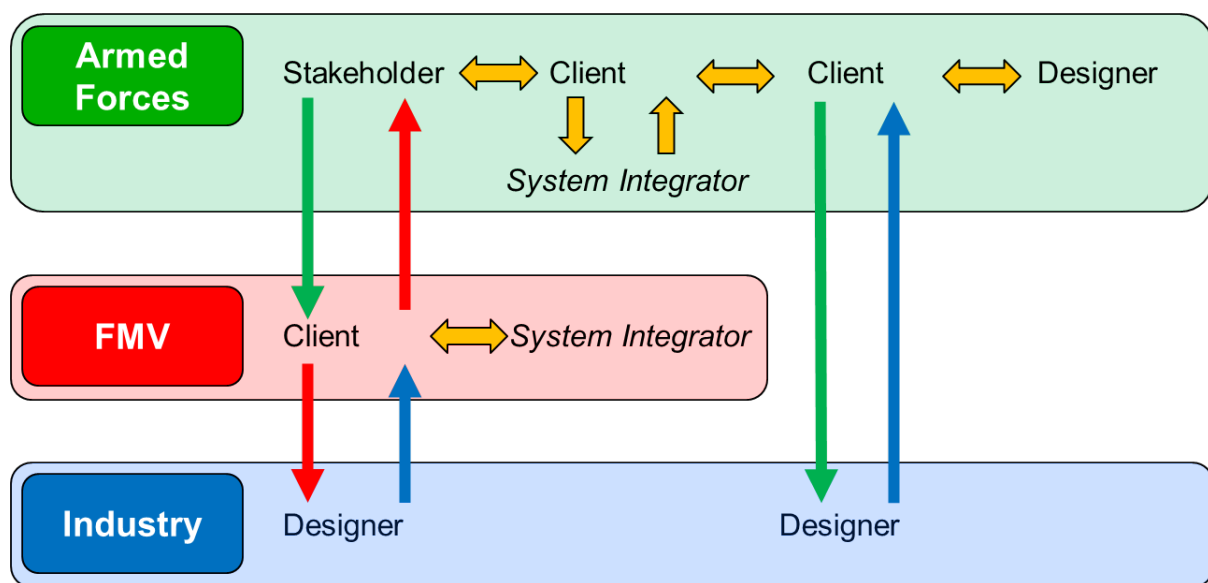 Armed
Forces
Stakeholder
Client
Client
Designer
System Integrator
FMV
Client
System Integrator
Industry
Designer
Designer